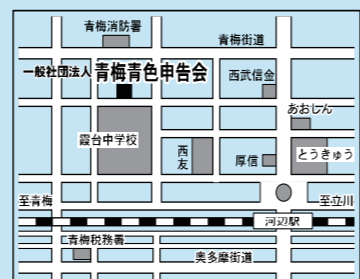 青梅消防署
青梅街道
一般社団法人 青梅青色申告会
西武信金
あおしん
霞台中学校
西友
厚信
とうきゅう
至青梅
至立川
河辺駅
青梅税務署
奥多摩街道